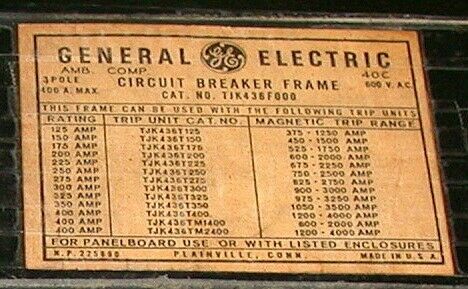 GENERAL GE ELECTRIC
AMB. COMP. 40C
3 POLE CIRCUIT BREAKER FRAME 600 V. AC.
400 A. MAX. CAT. NO. TJK436F000
THIS FRAME CAN BE USED WITH THE FOLLOWING TRIP UNITS
RATING TRIP UNIT CAT. NO. MAGNETIC TRIP RANGE
125 AMP TJK436T125 375 - 1250 AMP
150 AMP TJK436T150 450 - 1500 AMP
175 AMP TJK436T175 525 - 1750 AMP
200 AMP TJK436T200 600 - 2000 AMP
225 AMP TJK436T225 675 - 2250 AMP
250 AMP TJK436T250 750 - 2500 AMP
275 AMP TJK436T275 825 - 2750 AMP
300 AMP TJK436T300 900 - 3000 AMP
325 AMP TJK436T325 975 - 3250 AMP
350 AMP TJK436T350 1050 - 3500 AMP
400 AMP TJK436T400 1200 - 4000 AMP
400 AMP TJK436TM1400 600 - 2000 AMP
400 AMP TJK436TM2400 1200 - 4000 AMP
FOR PANELBOARD USE OR WITH LISTED ENCLOSURES
N.P. PLAINVILLE, CONN. MADE IN U.S.A.